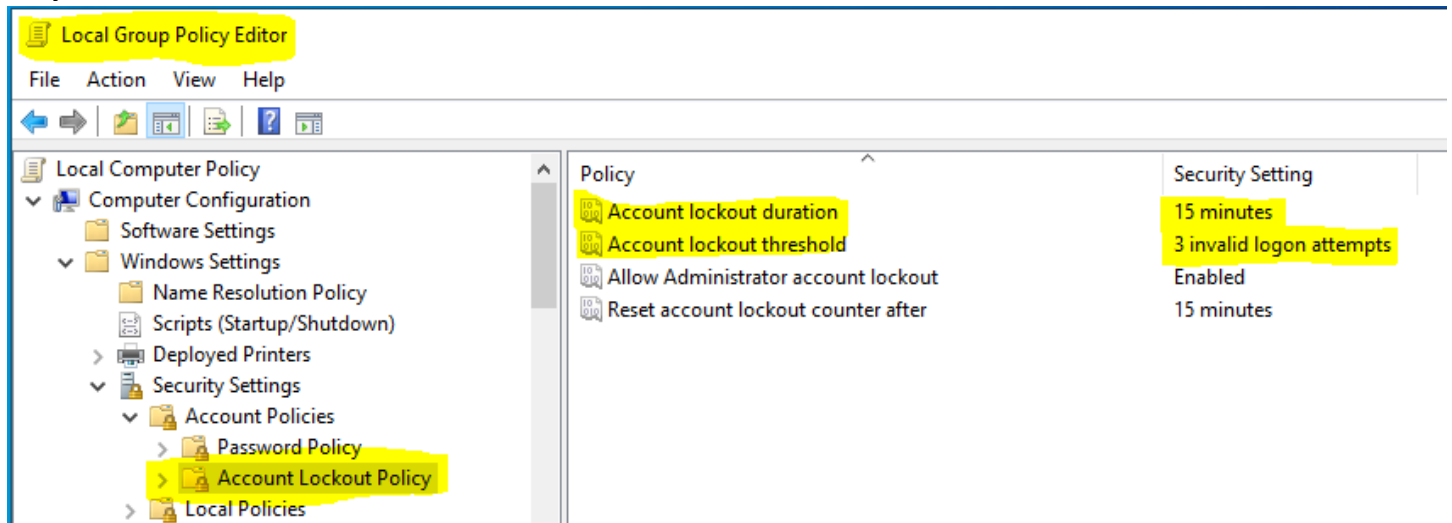 Local Group Policy Editor
File Action View Help
Local Computer Policy
Computer Configuration
Software Settings
Windows Settings
Name Resolution Policy
Scripts (Startup/Shutdown)
Deployed Printers
Security Settings
Account Policies
Password Policy
Account Lockout Policy
Local Policies
Policy Security Setting
Account lockout duration 15 minutes
Account lockout threshold 3 invalid logon attempts
Allow Administrator account lockout Enabled
Reset account lockout counter after 15 minutes